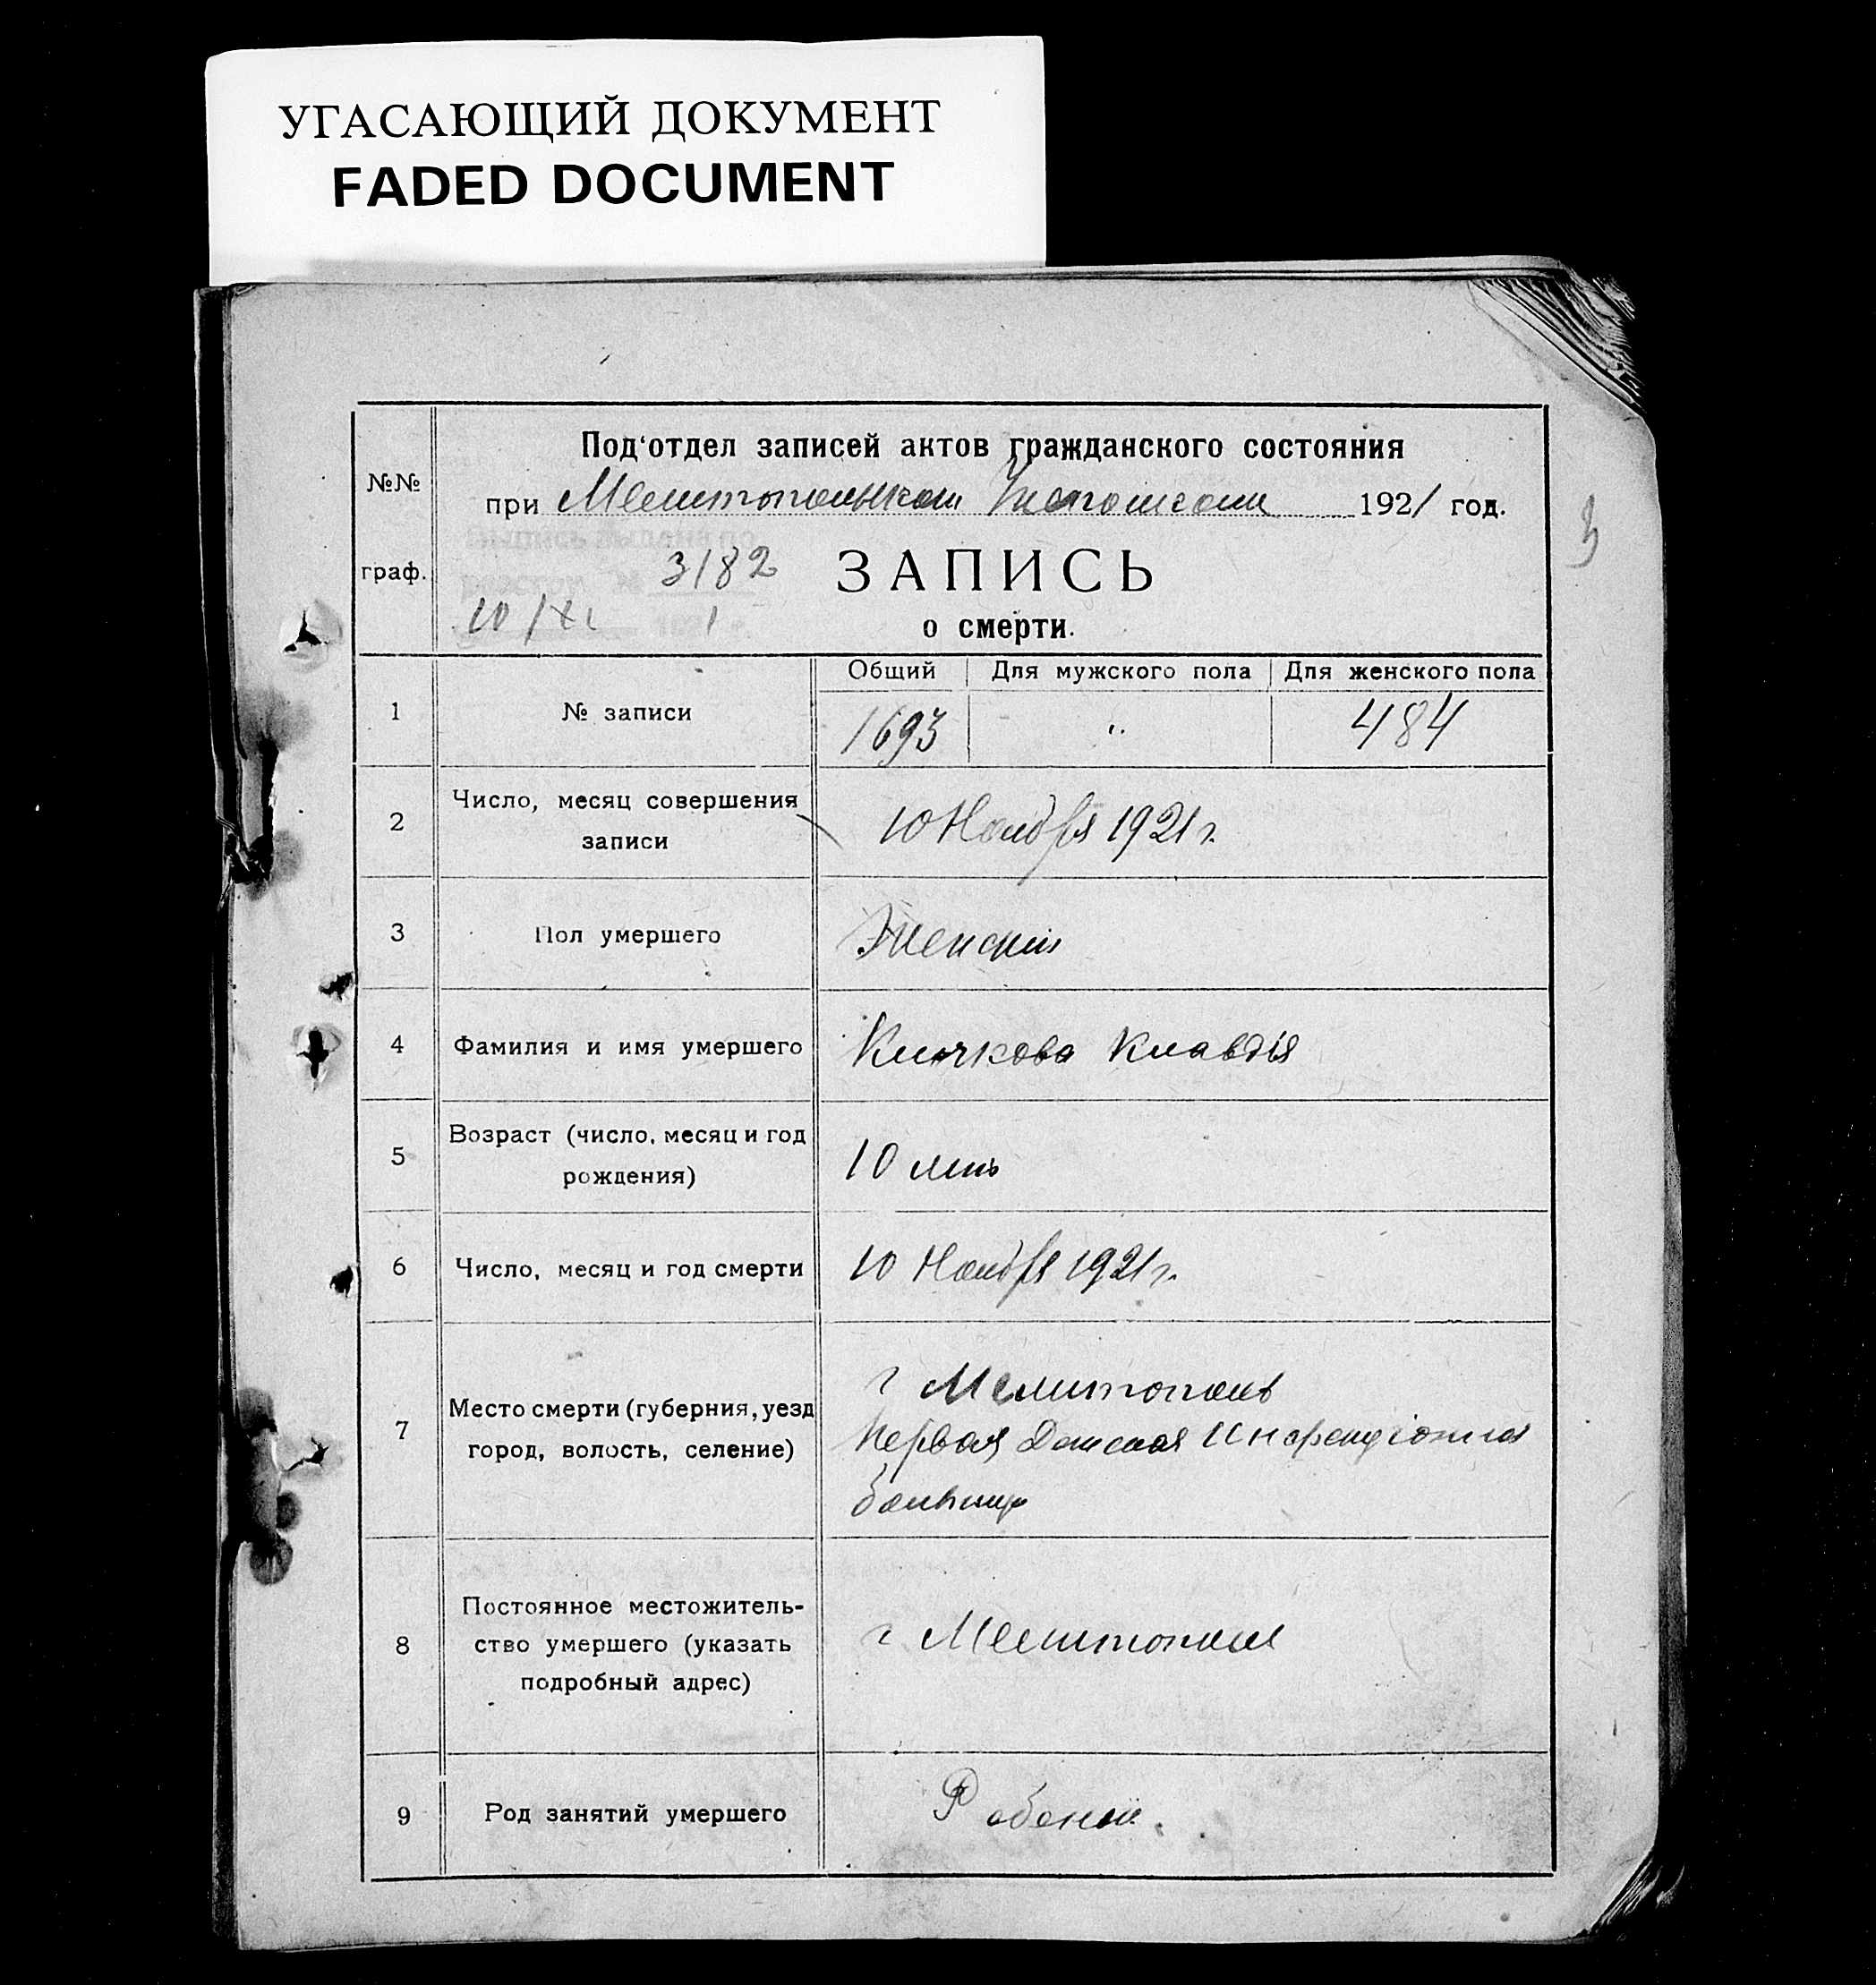 УГАСАЮЩИЙ ДОКУМЕНТ
FADED DOCUMENT
№№
граф.
Под‘отдел записей актов гражданского состояния
при Мелитопольском 1921 год.
3182
10/XI 1921
ЗАПИСЬ
о смерти.
3
Общий Для мужского пола Для женского пола
1 № записи 1693 " 484
2 Число, месяц совершения
записи
10 Ноября 1921 г.
3 Пол умершего Женский
4 Фамилия и имя умершего Клочкова Клавдія
5 Возраст (число, месяц и год
рождения)
10 летъ
6 Число, месяц и год смерти 10 Ноября 1921 г.
7 Место смерти (губерния, уезд
город, волость, селение)
г Мелитополь
Первая Детская Инфекціонная
больница
8 Постоянное местожитель-
ство умершего (указать
подробный адрес)
г Мелитополь
9 Род занятий умершего Ребенок.